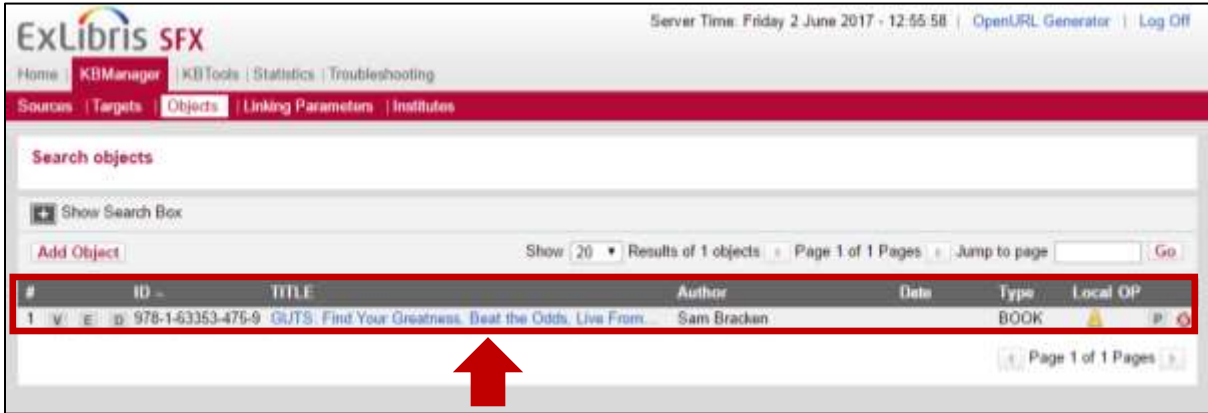 ExLibris SFX
Server Time: Friday 2 June 2017 - 12:55:58 | OpenURL Generator | Log Off
Home | KBManager | KBTools | Statistics | Troubleshooting
Sources | Targets | Objects | Linking Parameters | Institutes
Search objects
Show Search Box
Add Object Show 20 Results of 1 objects Page 1 of 1 Pages Jump to page Go
# ID TITLE Author Date Type Local OP
1 V E D 978-1-63353-475-9 GUTS: Find Your Greatness, Beat the Odds, Live From... Sam Bracken BOOK P
Page 1 of 1 Pages